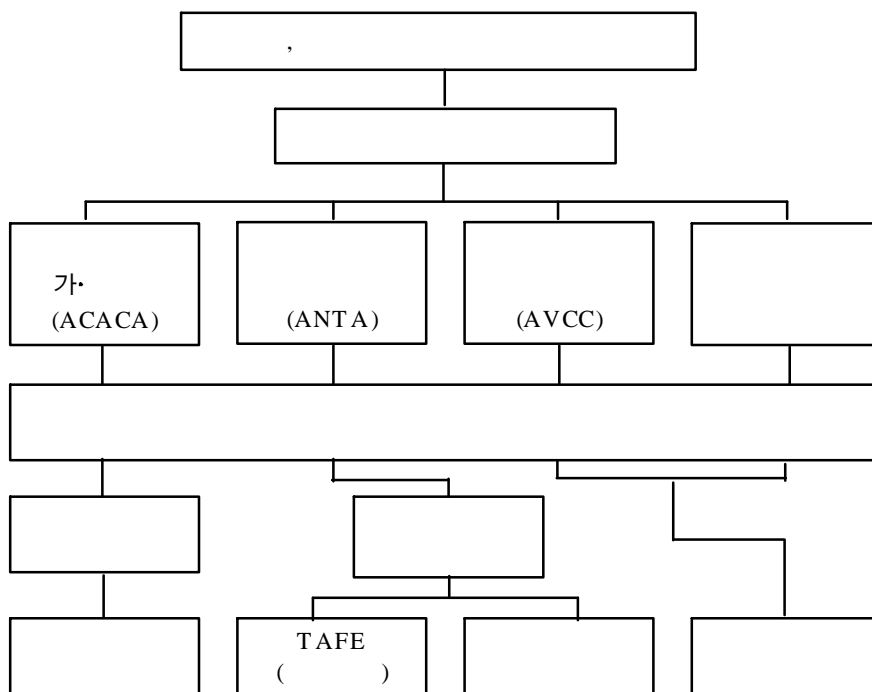 ,
가·
(ACACA)
(ANTA)
(AVCC)
TAFE
( )